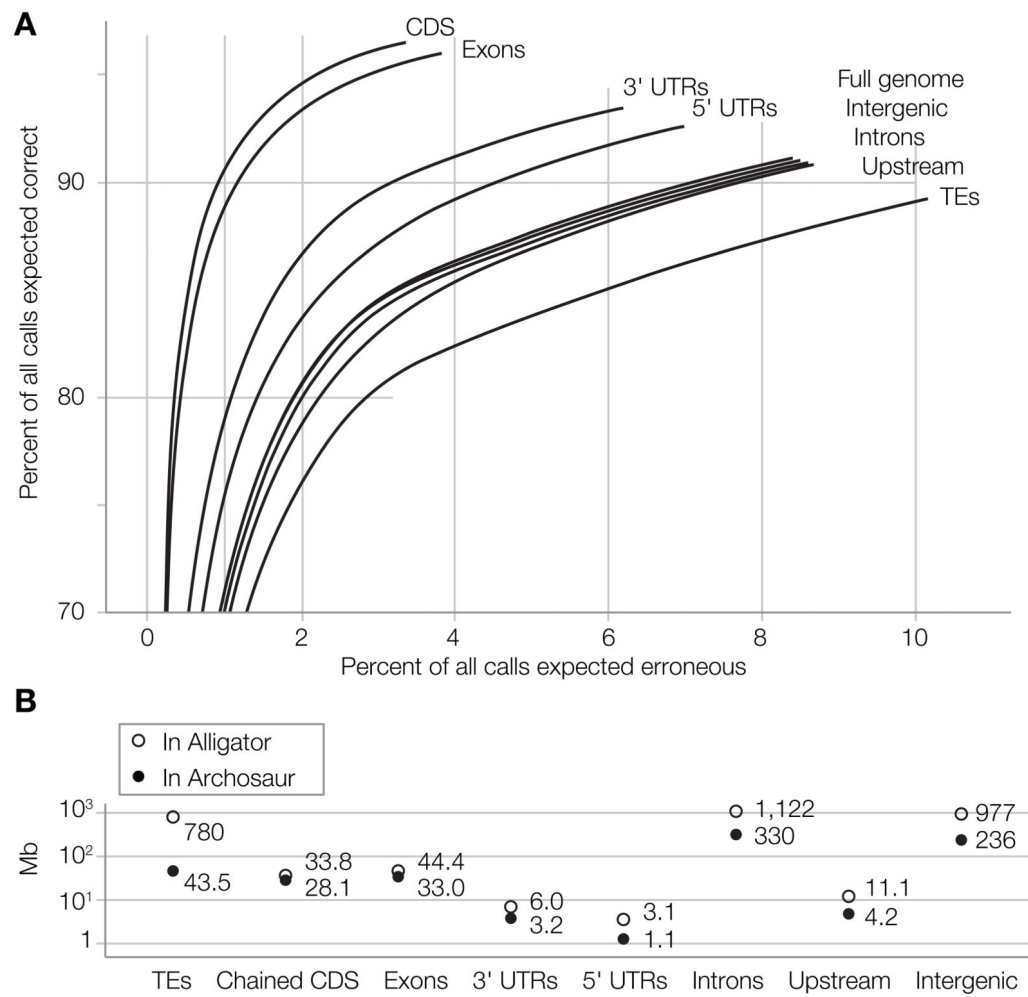 A
CDS
Exons
3' UTRs
5' UTRs
Full genome
Intergenic
Introns
Upstream
TEs
Percent of all calls expected correct
90
80
70
0 2 4 6 8 10
Percent of all calls expected erroneous
B
In Alligator
In Archosaur
Mb
10³
10²
10¹
1
780
43.5
33.8
28.1
44.4
33.0
6.0
3.2
3.1
1.1
1,122
330
11.1
4.2
977
236
TEs Chained CDS Exons 3' UTRs 5' UTRs Introns Upstream Intergenic